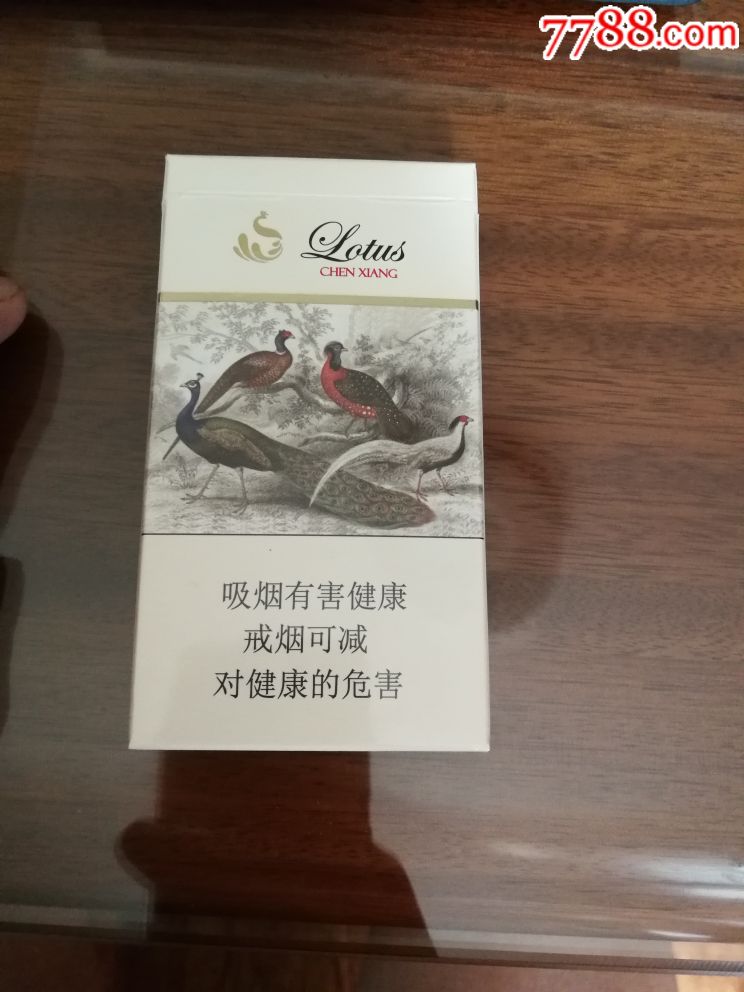 7788.com
Lotus
CHEN XIANG
吸烟有害健康
戒烟可减
对健康的危害